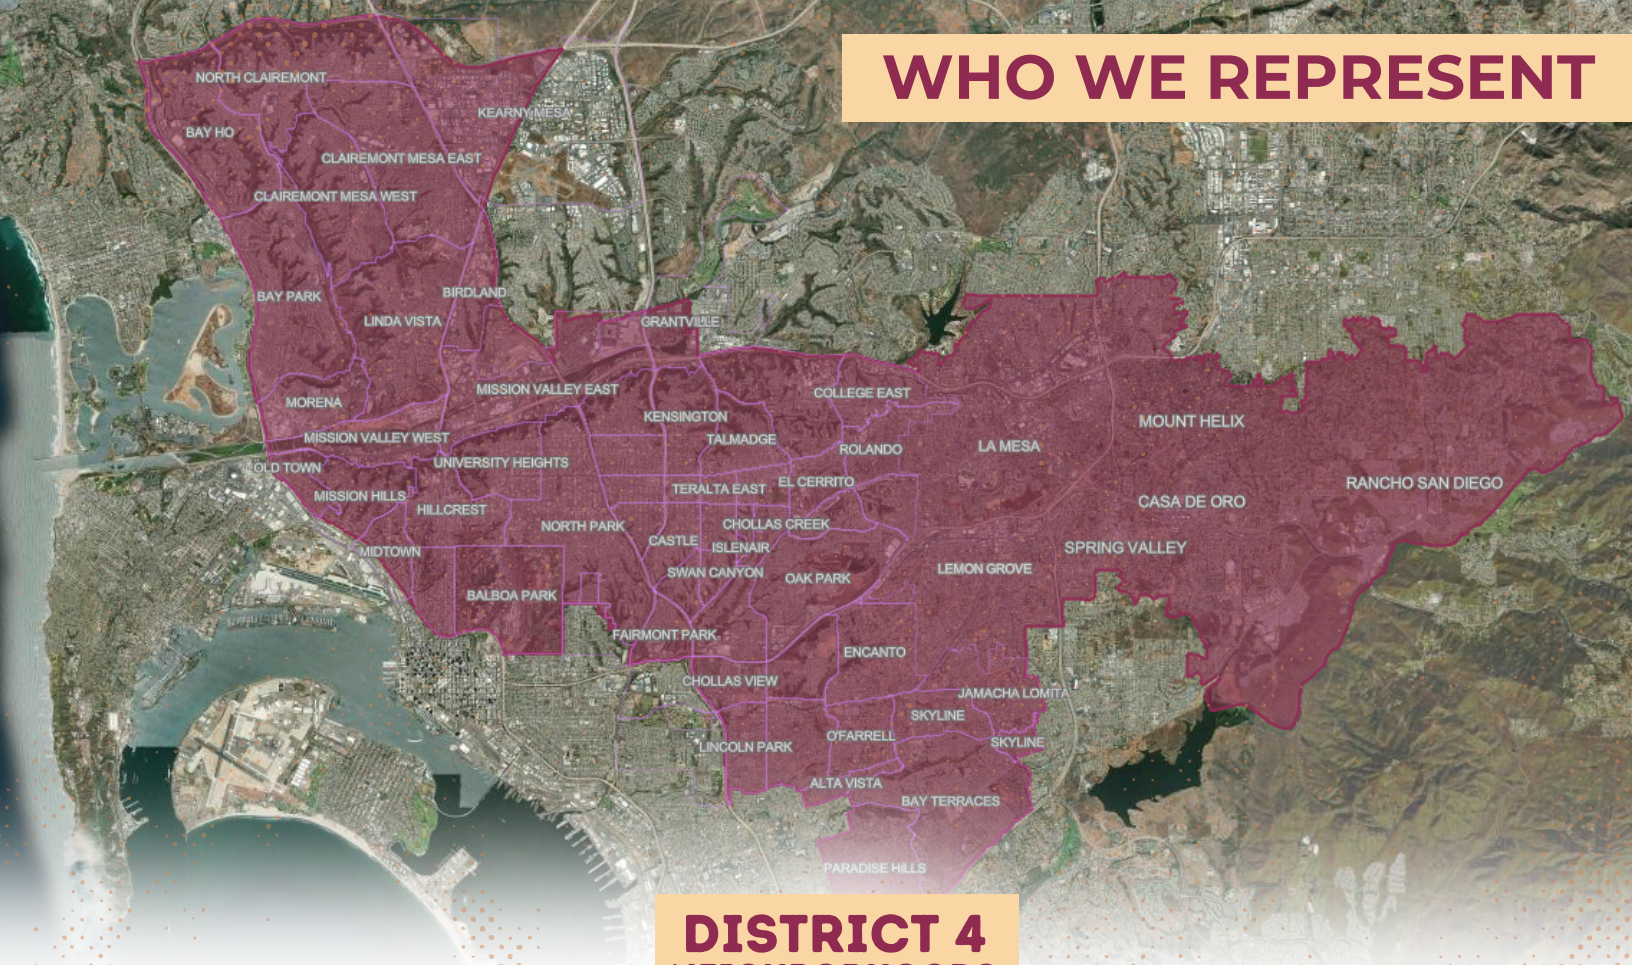 WHO WE REPRESENT
NORTH CLAIREMONT
KEARNY MESA
BAY HO
CLAIREMONT MESA EAST
CLAIREMONT MESA WEST
BAY PARK
BIRDLAND
LINDA VISTA
GRANTVILLE
MISSION VALLEY EAST
COLLEGE EAST
MORENA
KENSINGTON
MOUNT HELIX
MISSION VALLEY WEST
TALMADGE
ROLANDO
LA MESA
OLD TOWN
UNIVERSITY HEIGHTS
EL CERRITO
RANCHO SAN DIEGO
MISSION HILLS
TERALTA EAST
HILLCREST
CASA DE ORO
NORTH PARK
CHOLLAS CREEK
MIDTOWN
CASTLE
ISLENAIR
SPRING VALLEY
SWAN CANYON
OAK PARK
LEMON GROVE
BALBOA PARK
FAIRMONT PARK
ENCANTO
CHOLLAS VIEW
JAMACHA LOMITA
SKYLINE
LINCOLN PARK
O'FARRELL
SKYLINE
ALTA VISTA
BAY TERRACES
PARADISE HILLS
DISTRICT 4